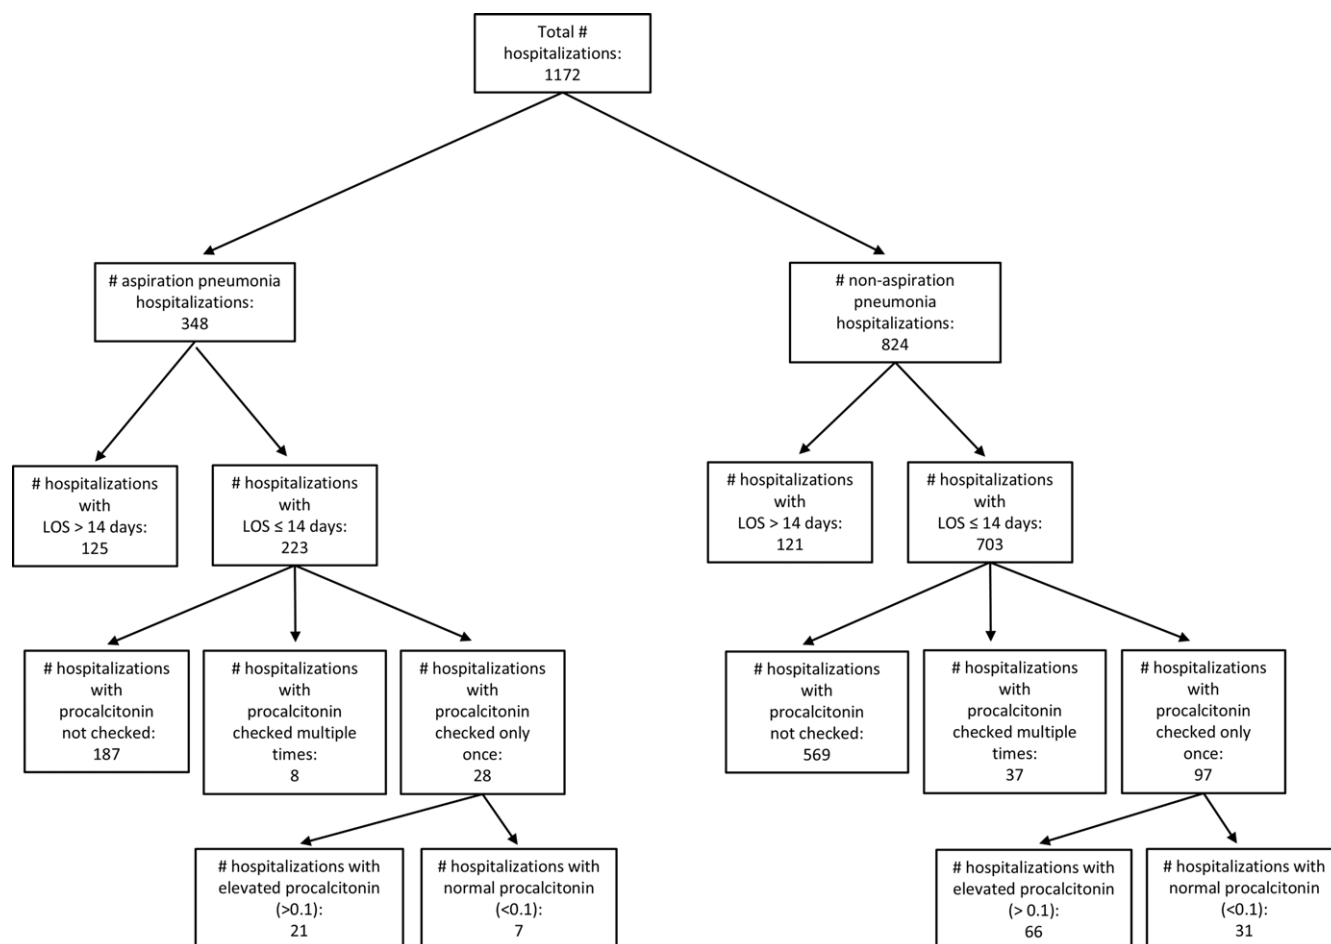 Total #
hospitalizations:
1172
# aspiration pneumonia
hospitalizations:
348
# non-aspiration
pneumonia
hospitalizations:
824
# hospitalizations
with
LOS > 14 days:
125
# hospitalizations
with
LOS ≤ 14 days:
223
# hospitalizations
with
LOS > 14 days:
121
# hospitalizations
with
LOS ≤ 14 days:
703
# hospitalizations
with
procalcitonin
not checked:
187
# hospitalizations
with
procalcitonin
checked multiple
times:
8
# hospitalizations
with
procalcitonin
checked only
once:
28
# hospitalizations
with
procalcitonin
not checked:
569
# hospitalizations
with
procalcitonin
checked multiple
times:
37
# hospitalizations
with
procalcitonin
checked only
once:
97
# hospitalizations with
elevated procalcitonin
(>0.1):
21
# hospitalizations with
normal procalcitonin
(<0.1):
7
# hospitalizations with
elevated procalcitonin
(> 0.1):
66
# hospitalizations with
normal procalcitonin
(<0.1):
31